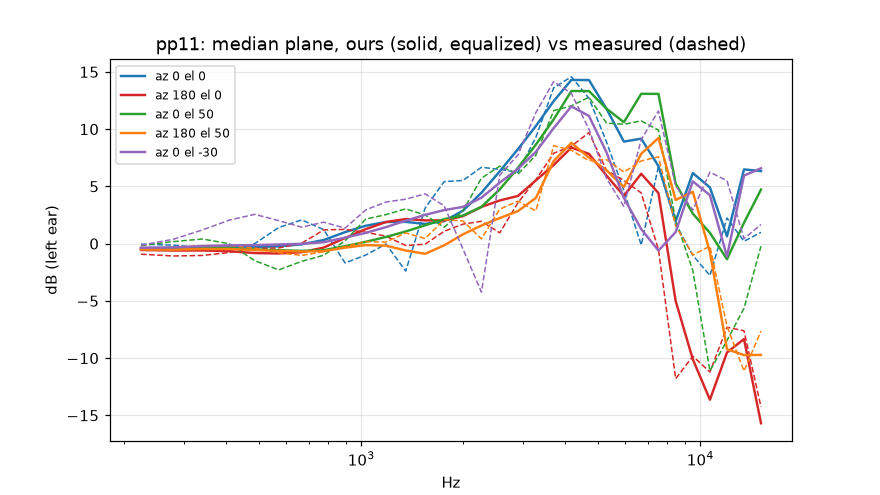 pp11: median plane, ours (solid, equalized) vs measured (dashed)
az 0 el 0
az 180 el 0
az 0 el 50
az 180 el 50
az 0 el -30
15
10
5
0
−5
−10
−15
dB (left ear)
10³
10⁴
Hz